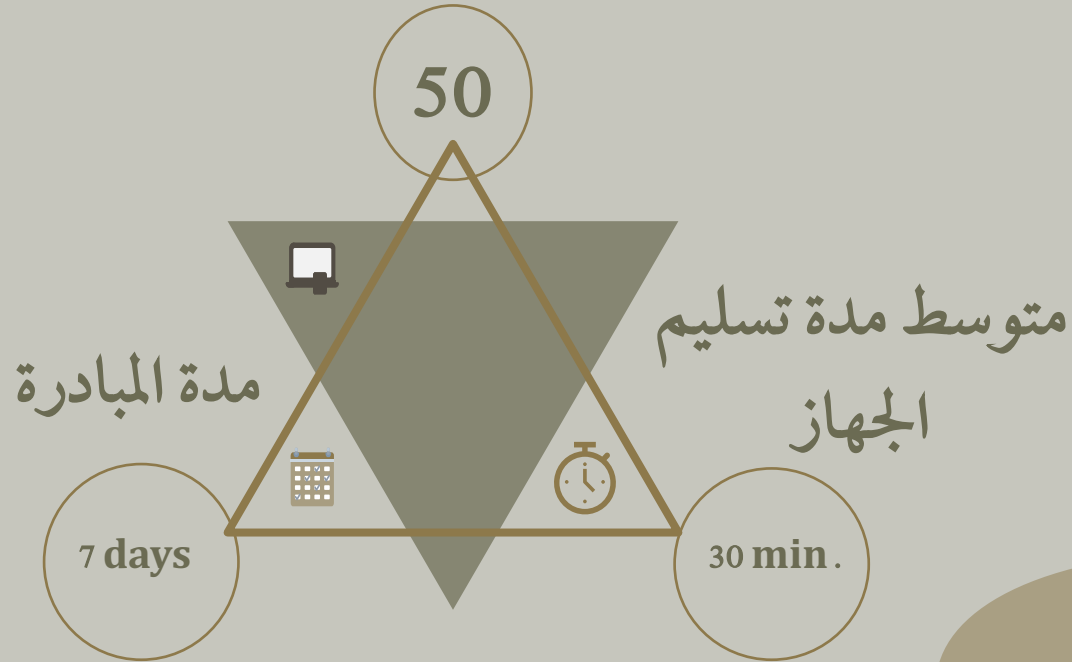 50
متوسط مدة تسليم
الجهاز
مدة المبادرة
7 days
30 min.